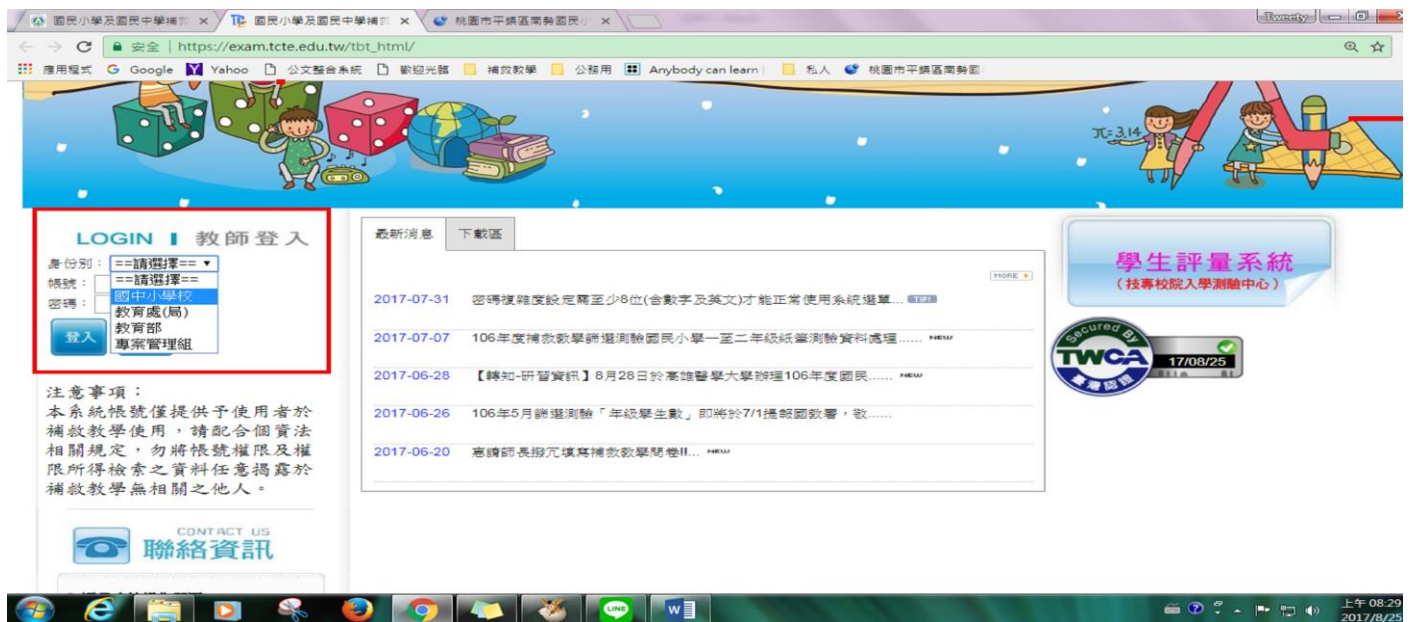 國民小學及國民中學補
國民小學及國民中學補
桃園市平鎮區南勢國民小
Tweety
安全 | https://exam.tcte.edu.tw/tbt_html/
應用程式 Google Yahoo 公文整合系統 歡迎光臨 補救教學 公務用 Anybody can learn 私人 桃園市平鎮區南勢國
π=3.14
LOGIN 教師登入
身份別：==請選擇==
==請選擇==
帳號：
國中小學校
密碼：
教育處(局)
教育部
專案管理組
登入
注意事項：
本系統帳號僅提供予使用者於
補救教學使用，請配合個資法
相關規定，勿將帳號權限及權
限所得檢索之資料任意揭露於
補救教學無相關之他人。
CONTACT US
聯絡資訊
最新消息 下載區
MORE
2017-07-31 密碼複雜度設定需至少8位(含數字及英文)才能正常使用系統選單...
2017-07-07 106年度補救教學篩選測驗國民小學一至二年級紙筆測驗資料處理...... NEW
2017-06-28 【轉知-研習資訊】8月28日於高雄醫學大學辦理106年度國民...... NEW
2017-06-26 106年5月篩選測驗「年級學生數」即將於7/1提報國教署，敬......
2017-06-20 惠請師長撥冗填寫補救教學問卷!!... NEW
學生評量系統
(技專校院入學測驗中心)
Secured By
TWCA
17/08/25
臺灣認證
LINE
上午 08:29
2017/8/25